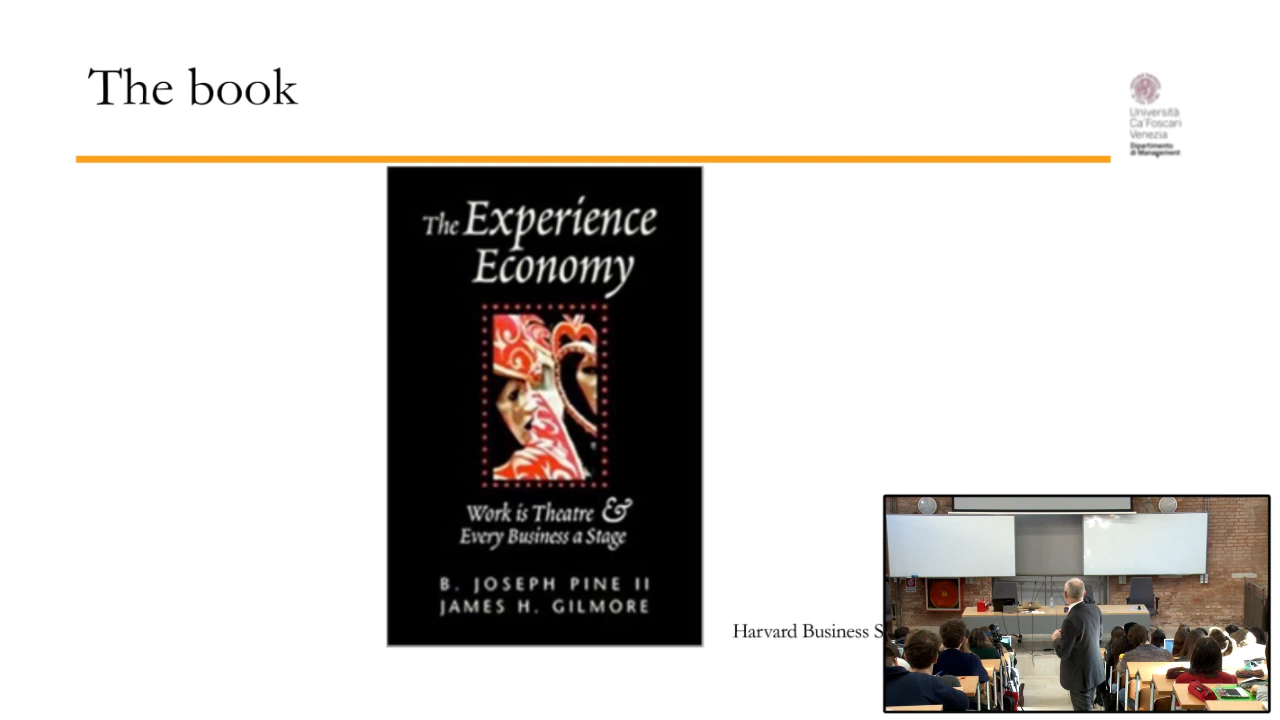 The book
Università
Ca'Foscari
Venezia
Dipartimento
di Management
The Experience
Economy
Work is Theatre &
Every Business a Stage
B. JOSEPH PINE II
JAMES H. GILMORE
Harvard Business S